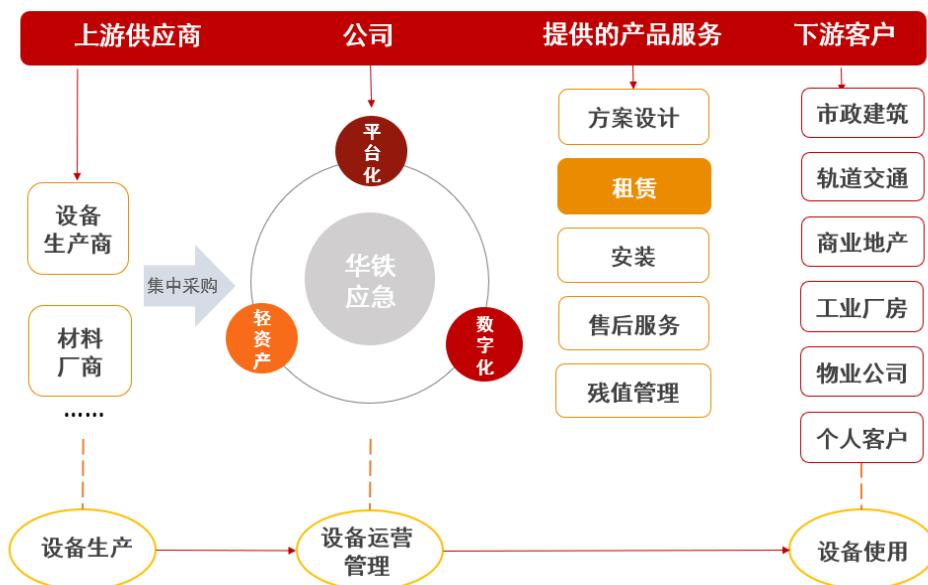 上游供应商
公司
提供的产品服务
下游客户
设备
生产商
材料
厂商
……
集中采购
平
台
化
华铁
应急
轻
资
产
数
字
化
方案设计
租赁
安装
售后服务
残值管理
市政建筑
轨道交通
商业地产
工业厂房
物业公司
个人客户
设备生产
设备运营
管理
设备使用